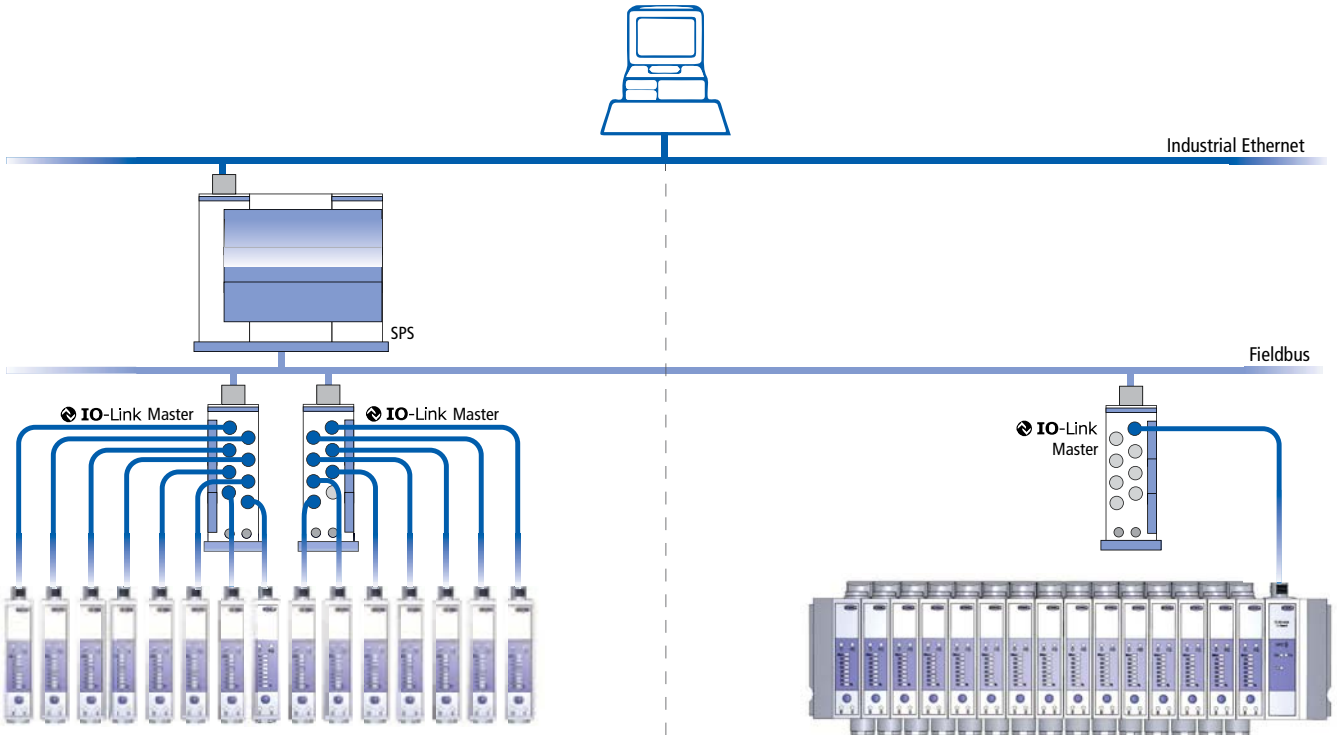 Industrial Ethernet
SPS
Fieldbus
IO-Link Master
IO-Link Master
IO-Link
Master